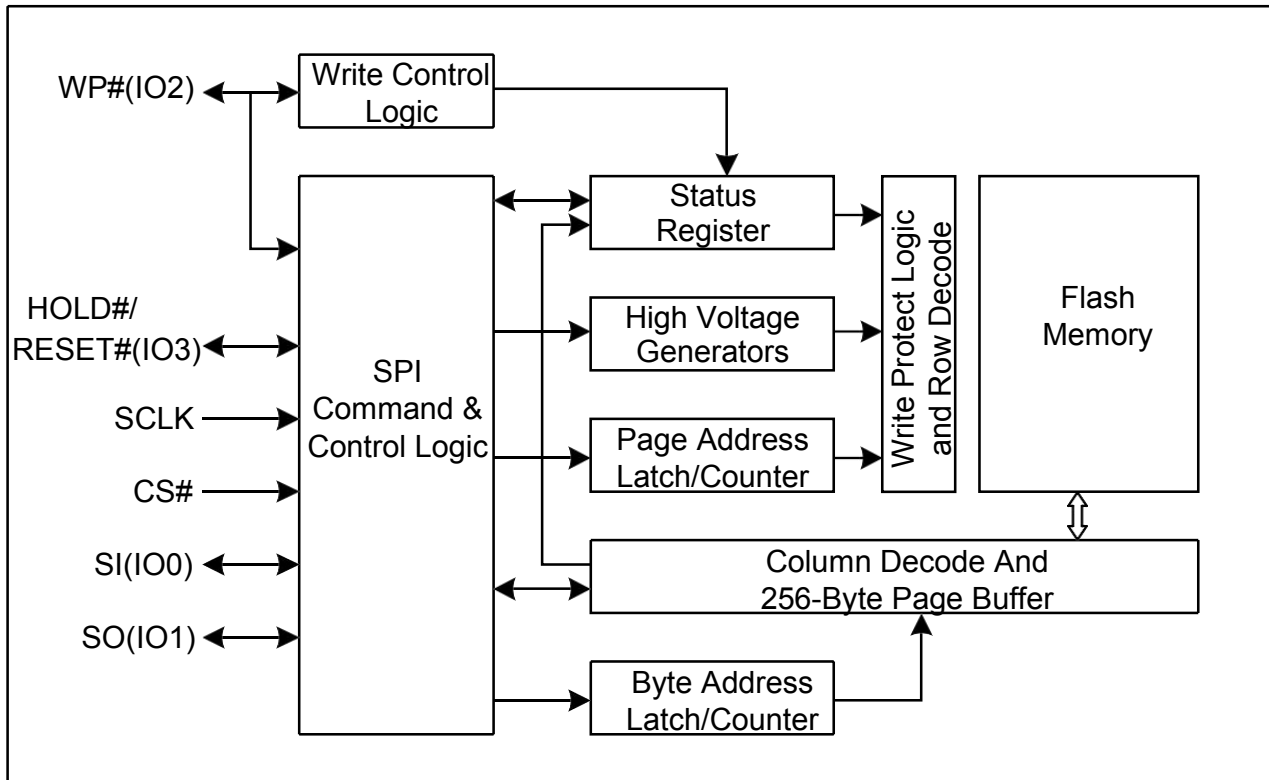 WP#(IO2)
Write Control
Logic
Status
Register
Write Protect Logic
and Row Decode
Flash
Memory
HOLD#/
RESET#(IO3)
High Voltage
Generators
SPI
Command &
Control Logic
SCLK
Page Address
Latch/Counter
CS#
SI(IO0)
Column Decode And
256-Byte Page Buffer
SO(IO1)
Byte Address
Latch/Counter